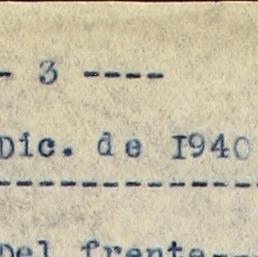 - 3 ----
Dic. de I940
----------------
Del frente--